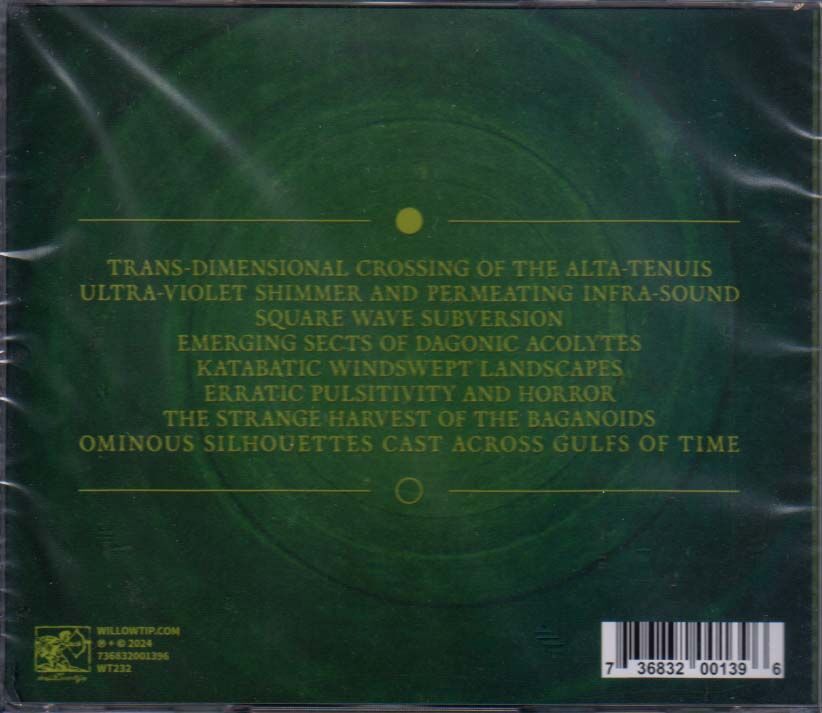 TRANS-DIMENSIONAL CROSSING OF THE ALTA-TENUIS
ULTRA-VIOLET SHIMMER AND PERMEATING INFRA-SOUND
SQUARE WAVE SUBVERSION
EMERGING SECTS OF DAGONIC ACOLYTES
KATABATIC WINDSWEPT LANDSCAPES
ERRATIC PULSITIVITY AND HORROR
THE STRANGE HARVEST OF THE BAGANOIDS
OMINOUS SILHOUETTES CAST ACROSS GULFS OF TIME
WILLOWTIP.COM
℗ + © 2024
736832001396
WT232
7 36832 00139 6